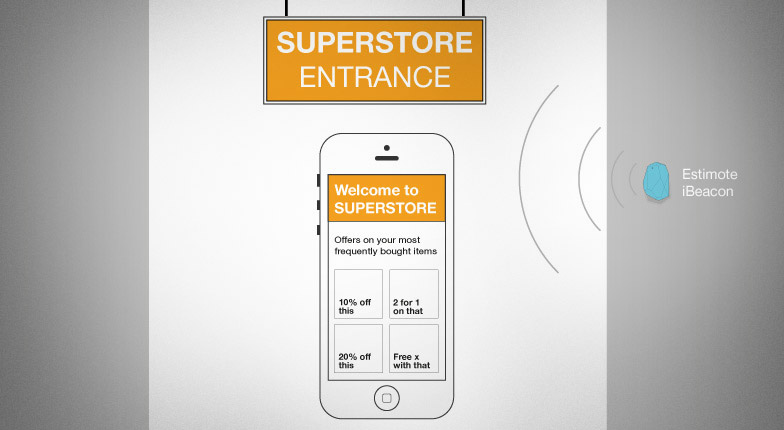 SUPERSTORE
ENTRANCE
Welcome to
SUPERSTORE
Offers on your most
frequently bought items
10% off
this
2 for 1
on that
20% off
this
Free x
with that
Estimote
iBeacon